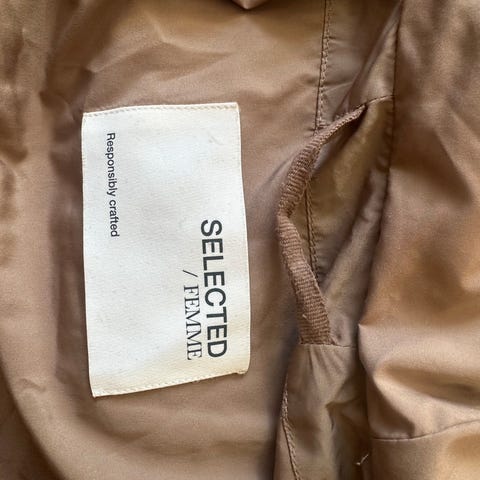 SELECTED
/ FEMME
Responsibly crafted